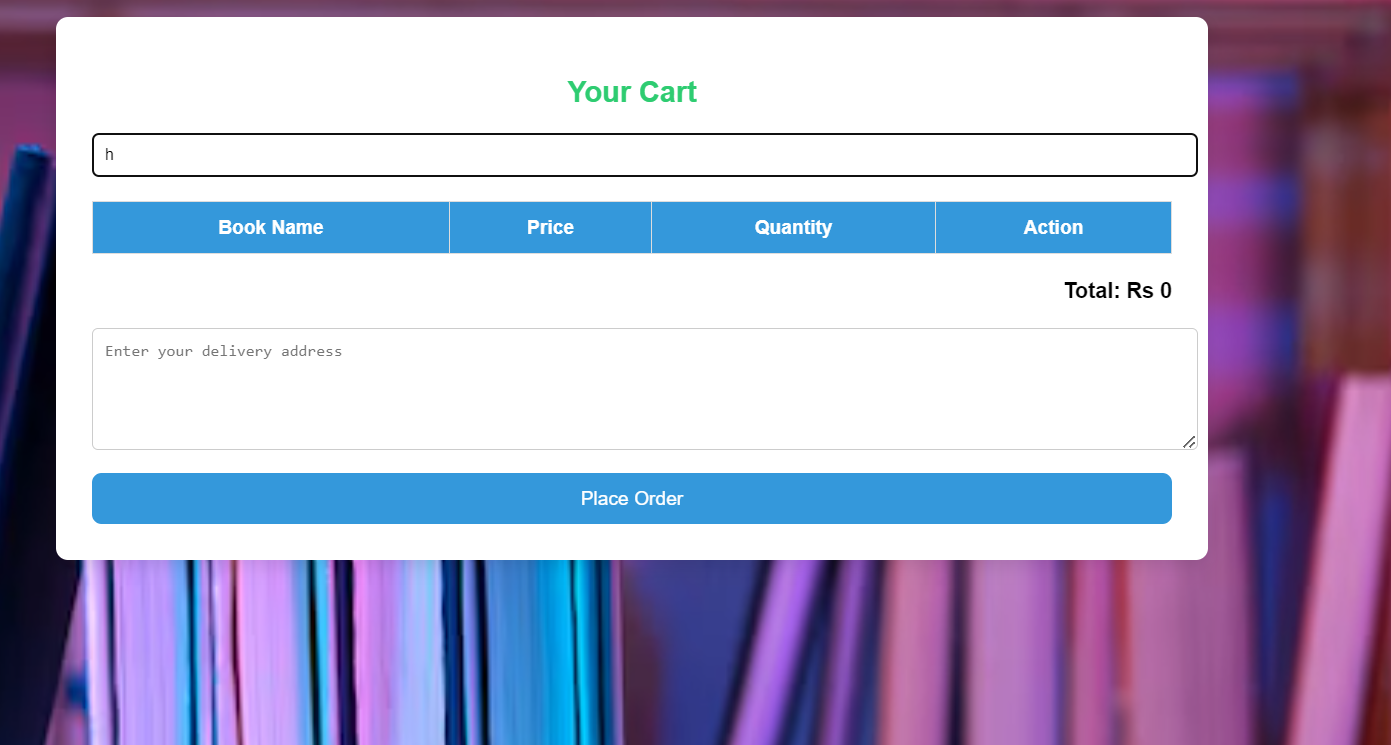 Your Cart
h
Book Name Price Quantity Action
Total: Rs 0
Enter your delivery address
Place Order